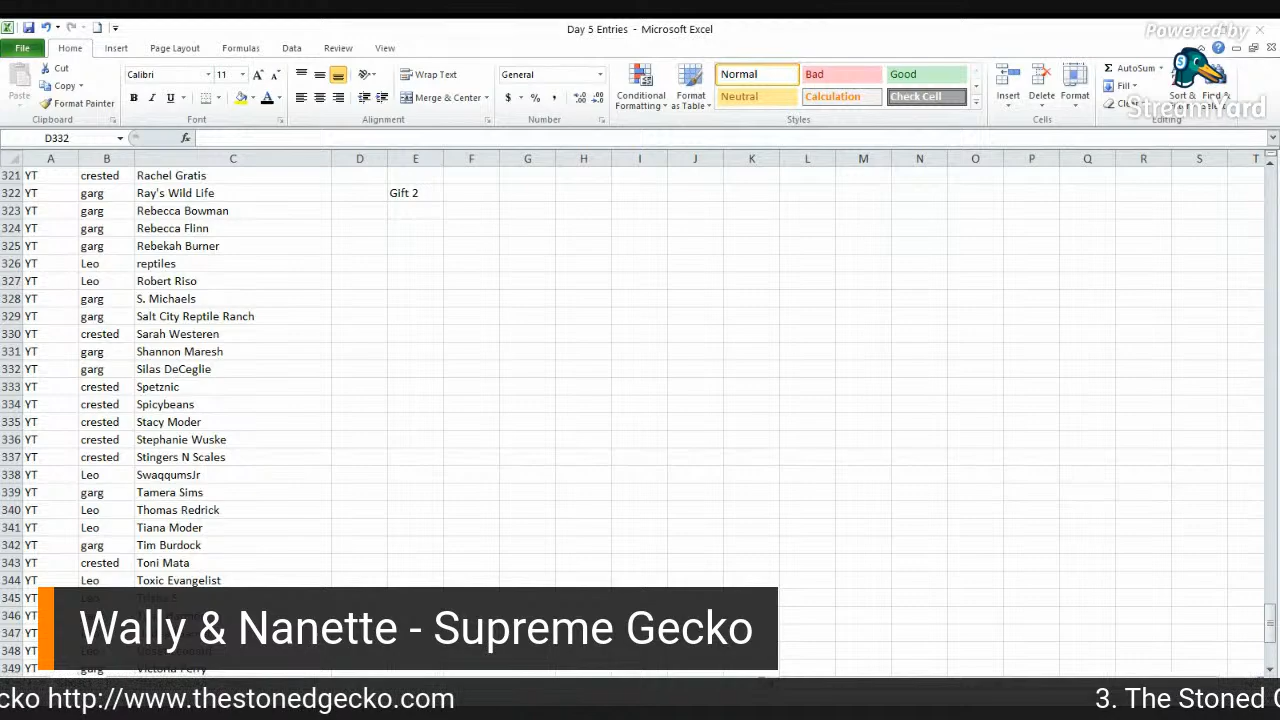 Day 5 Entries - Microsoft Excel
Powered by
File Home Insert Page Layout Formulas Data Review View
Cut
Copy
Format Painter
Paste
Clipboard
Calibri 11
B I U
Font
Wrap Text
Merge & Center
Alignment
General
$ % ,
Number
Conditional Formatting
Format as Table
Normal Bad Good
Neutral Calculation Check Cell
Styles
Insert Delete Format
Cells
AutoSum
Fill
Sort & Find &
Editing
StreamYard
D332 fx
A B C D E F G H I J K L M N O P Q R S T
321 YT crested Rachel Gratis
322 YT garg Ray's Wild Life Gift 2
323 YT garg Rebecca Bowman
324 YT garg Rebecca Flinn
325 YT garg Rebekah Burner
326 YT Leo reptiles
327 YT Leo Robert Riso
328 YT garg S. Michaels
329 YT garg Salt City Reptile Ranch
330 YT crested Sarah Westeren
331 YT garg Shannon Maresh
332 YT garg Silas DeCeglie
333 YT crested Spetznic
334 YT crested Spicybeans
335 YT crested Stacy Moder
336 YT crested Stephanie Wuske
337 YT crested Stingers N Scales
338 YT Leo SwaqqumsJr
339 YT garg Tamera Sims
340 YT Leo Thomas Redrick
341 YT Leo Tiana Moder
342 YT garg Tim Burdock
343 YT crested Toni Mata
344 YT Leo Toxic Evangelist
345 YT
346 YT
347 YT
348 YT
349 YT garg Victoria Perry
Wally & Nanette - Supreme Gecko
cko http://www.thestonedgecko.com 3. The Stoned